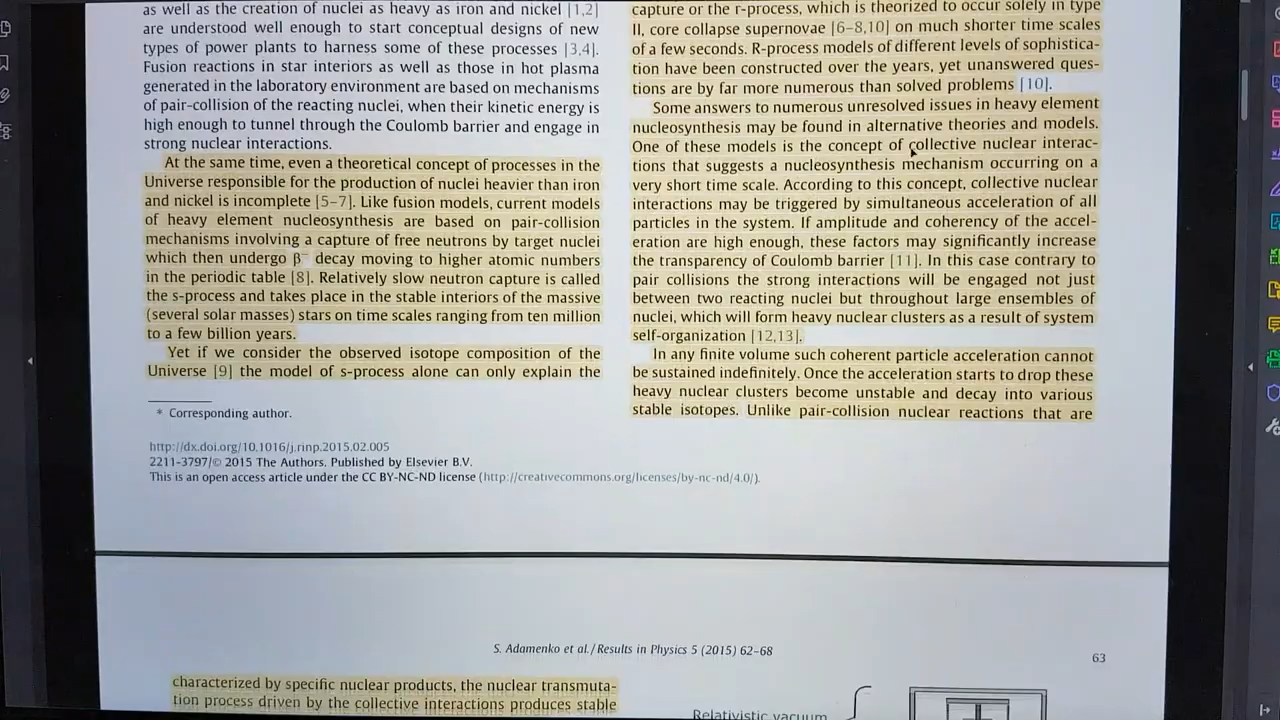 as well as the creation of nuclei as heavy as iron and nickel [1,2]
are understood well enough to start conceptual designs of new
types of power plants to harness some of these processes [3,4].
Fusion reactions in star interiors as well as those in hot plasma
generated in the laboratory environment are based on mechanisms
of pair-collision of the reacting nuclei, when their kinetic energy is
high enough to tunnel through the Coulomb barrier and engage in
strong nuclear interactions.
At the same time, even a theoretical concept of processes in the
Universe responsible for the production of nuclei heavier than iron
and nickel is incomplete [5–7]. Like fusion models, current models
of heavy element nucleosynthesis are based on pair-collision
mechanisms involving a capture of free neutrons by target nuclei
which then undergo β⁻ decay moving to higher atomic numbers
in the periodic table [8]. Relatively slow neutron capture is called
the s-process and takes place in the stable interiors of the massive
(several solar masses) stars on time scales ranging from ten million
to a few billion years.
Yet if we consider the observed isotope composition of the
Universe [9] the model of s-process alone can only explain the
* Corresponding author.
capture or the r-process, which is theorized to occur solely in type
II, core collapse supernovae [6–8,10] on much shorter time scales
of a few seconds. R-process models of different levels of sophistica-
tion have been constructed over the years, yet unanswered ques-
tions are by far more numerous than solved problems [10].
Some answers to numerous unresolved issues in heavy element
nucleosynthesis may be found in alternative theories and models.
One of these models is the concept of collective nuclear interac-
tions that suggests a nucleosynthesis mechanism occurring on a
very short time scale. According to this concept, collective nuclear
interactions may be triggered by simultaneous acceleration of all
particles in the system. If amplitude and coherency of the accel-
eration are high enough, these factors may significantly increase
the transparency of Coulomb barrier [11]. In this case contrary to
pair collisions the strong interactions will be engaged not just
between two reacting nuclei but throughout large ensembles of
nuclei, which will form heavy nuclear clusters as a result of system
self-organization [12,13].
In any finite volume such coherent particle acceleration cannot
be sustained indefinitely. Once the acceleration starts to drop these
heavy nuclear clusters become unstable and decay into various
stable isotopes. Unlike pair-collision nuclear reactions that are
http://dx.doi.org/10.1016/j.rinp.2015.02.005
2211-3797/© 2015 The Authors. Published by Elsevier B.V.
This is an open access article under the CC BY-NC-ND license (http://creativecommons.org/licenses/by-nc-nd/4.0/).
S. Adamenko et al. / Results in Physics 5 (2015) 62–68
63
characterized by specific nuclear products, the nuclear transmuta-
tion process driven by the collective interactions produces stable
Relativistic vacuum